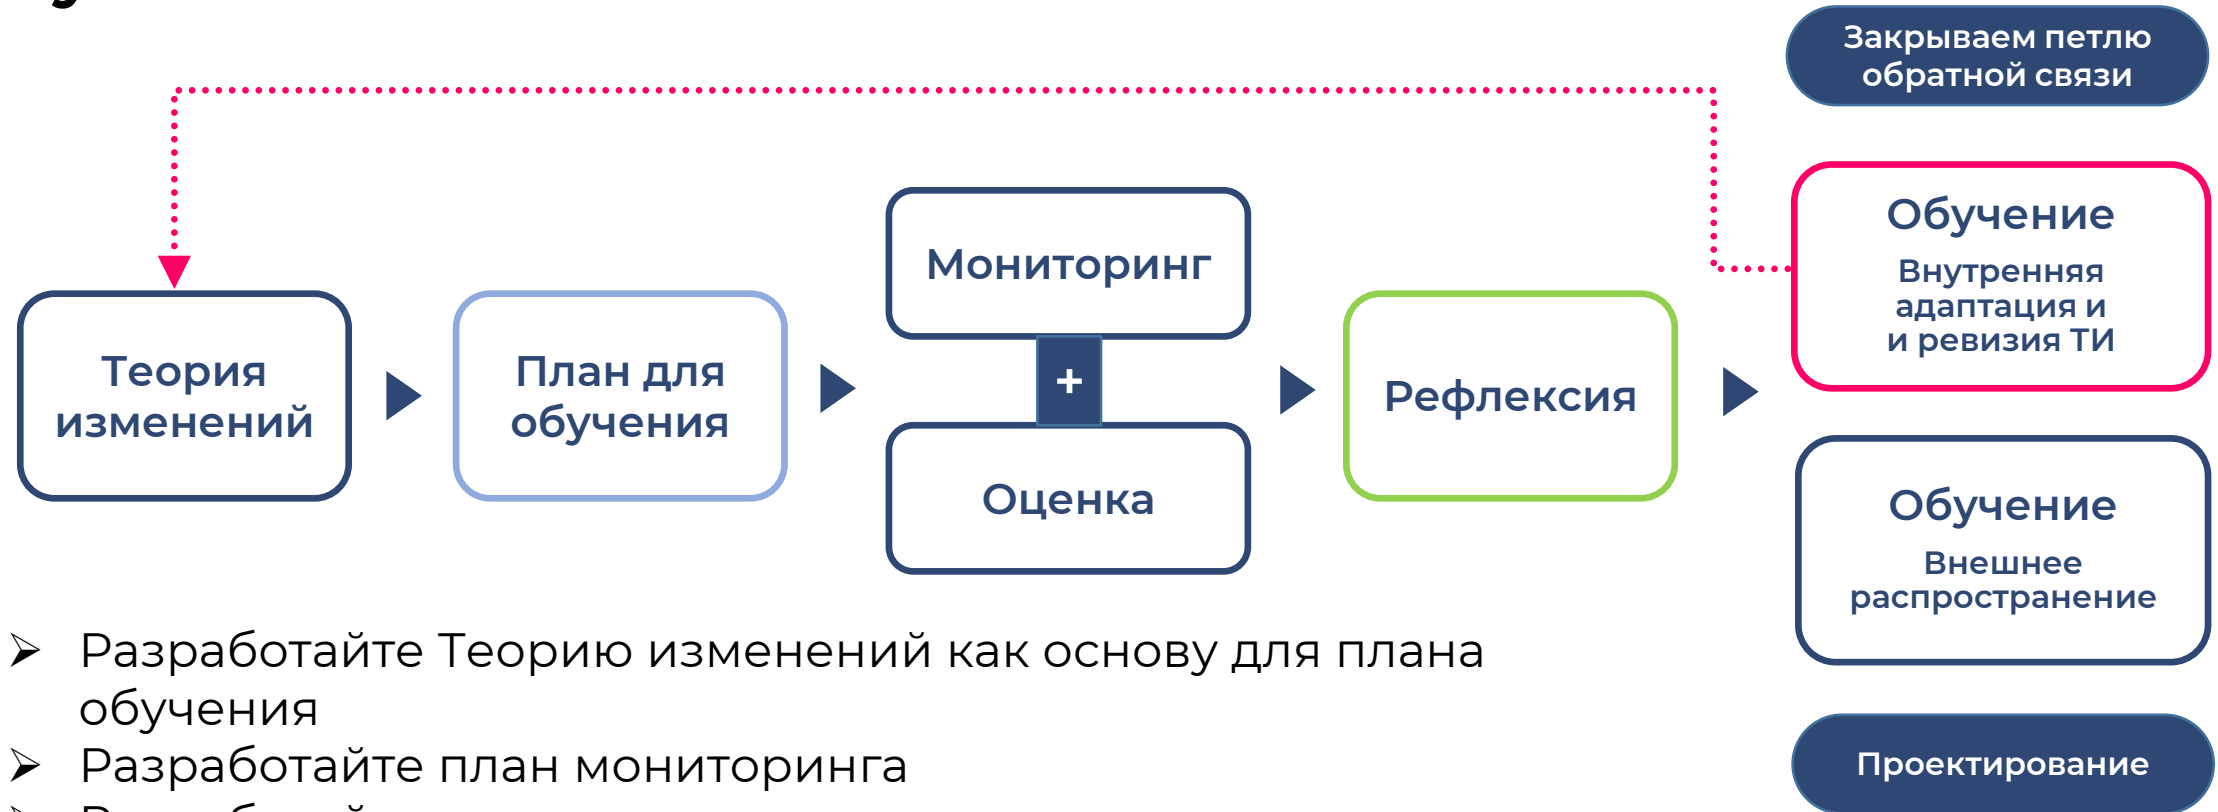 Закрываем петлю
обратной связи
Теория
изменений
План для
обучения
Мониторинг
+
Оценка
Рефлексия
Обучение
Внутренняя
адаптация и
и ревизия ТИ
Обучение
Внешнее
распространение
➢ Разработайте Теорию изменений как основу для плана
обучения
➢ Разработайте план мониторинга
Проектирование